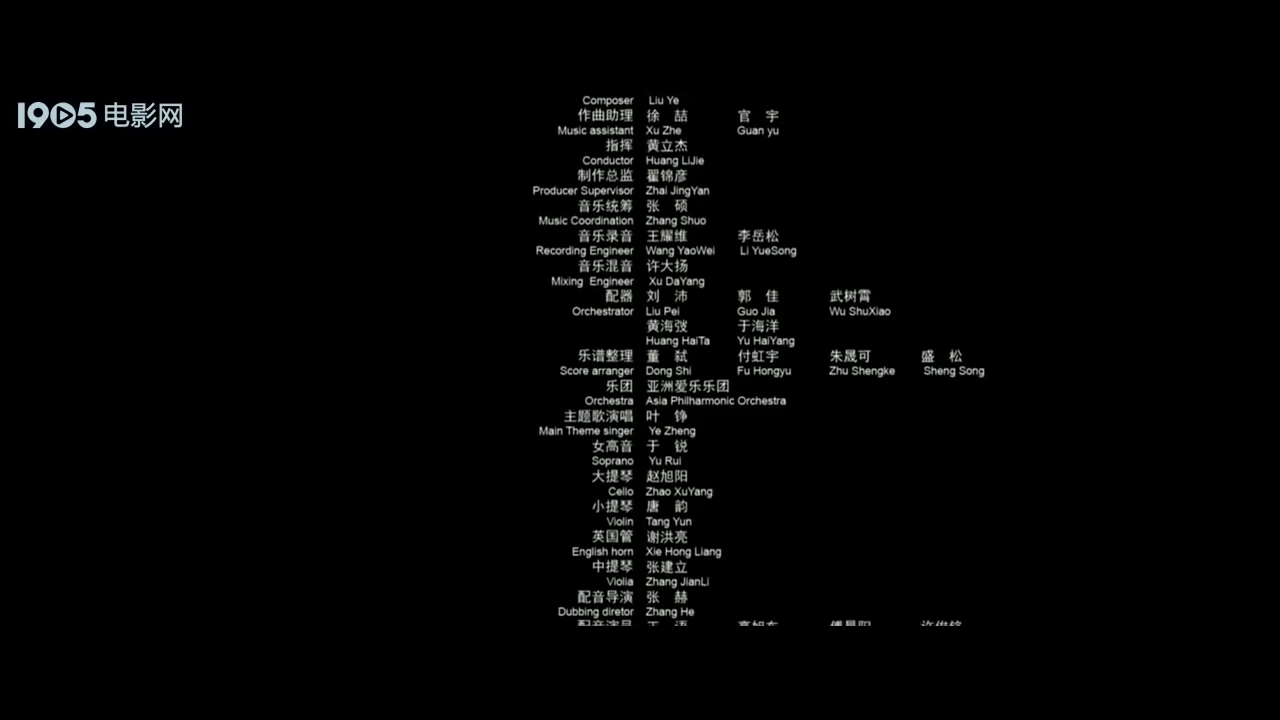 1905电影网
Composer Liu Ye
作曲助理 徐 喆 官 宇
Music assistant Xu Zhe Guan yu
指挥 黄立杰
Conductor Huang LiJie
制作总监 翟锦彦
Producer Supervisor Zhai JingYan
音乐统筹 张 硕
Music Coordination Zhang Shuo
音乐录音 王耀维 李岳松
Recording Engineer Wang YaoWei Li YueSong
音乐混音 许大扬
Mixing Engineer Xu DaYang
配器 刘 沛 郭 佳 武树霄
Orchestrator Liu Pei Guo Jia Wu ShuXiao
黄海弢 于海洋
Huang HaiTa Yu HaiYang
乐谱整理 董 弑 付虹宇 朱晟可 盛 松
Score arranger Dong Shi Fu Hongyu Zhu Shengke Sheng Song
乐团 亚洲爱乐乐团
Orchestra Asia Philharmonic Orchestra
主题歌演唱 叶 铮
Main Theme singer Ye Zheng
女高音 于 锐
Soprano Yu Rui
大提琴 赵旭阳
Cello Zhao XuYang
小提琴 唐 韵
Violin Tang Yun
英国管 谢洪亮
English horn Xie Hong Liang
中提琴 张建立
Violia Zhang JianLi
配音导演 张 赫
Dubbing diretor Zhang He